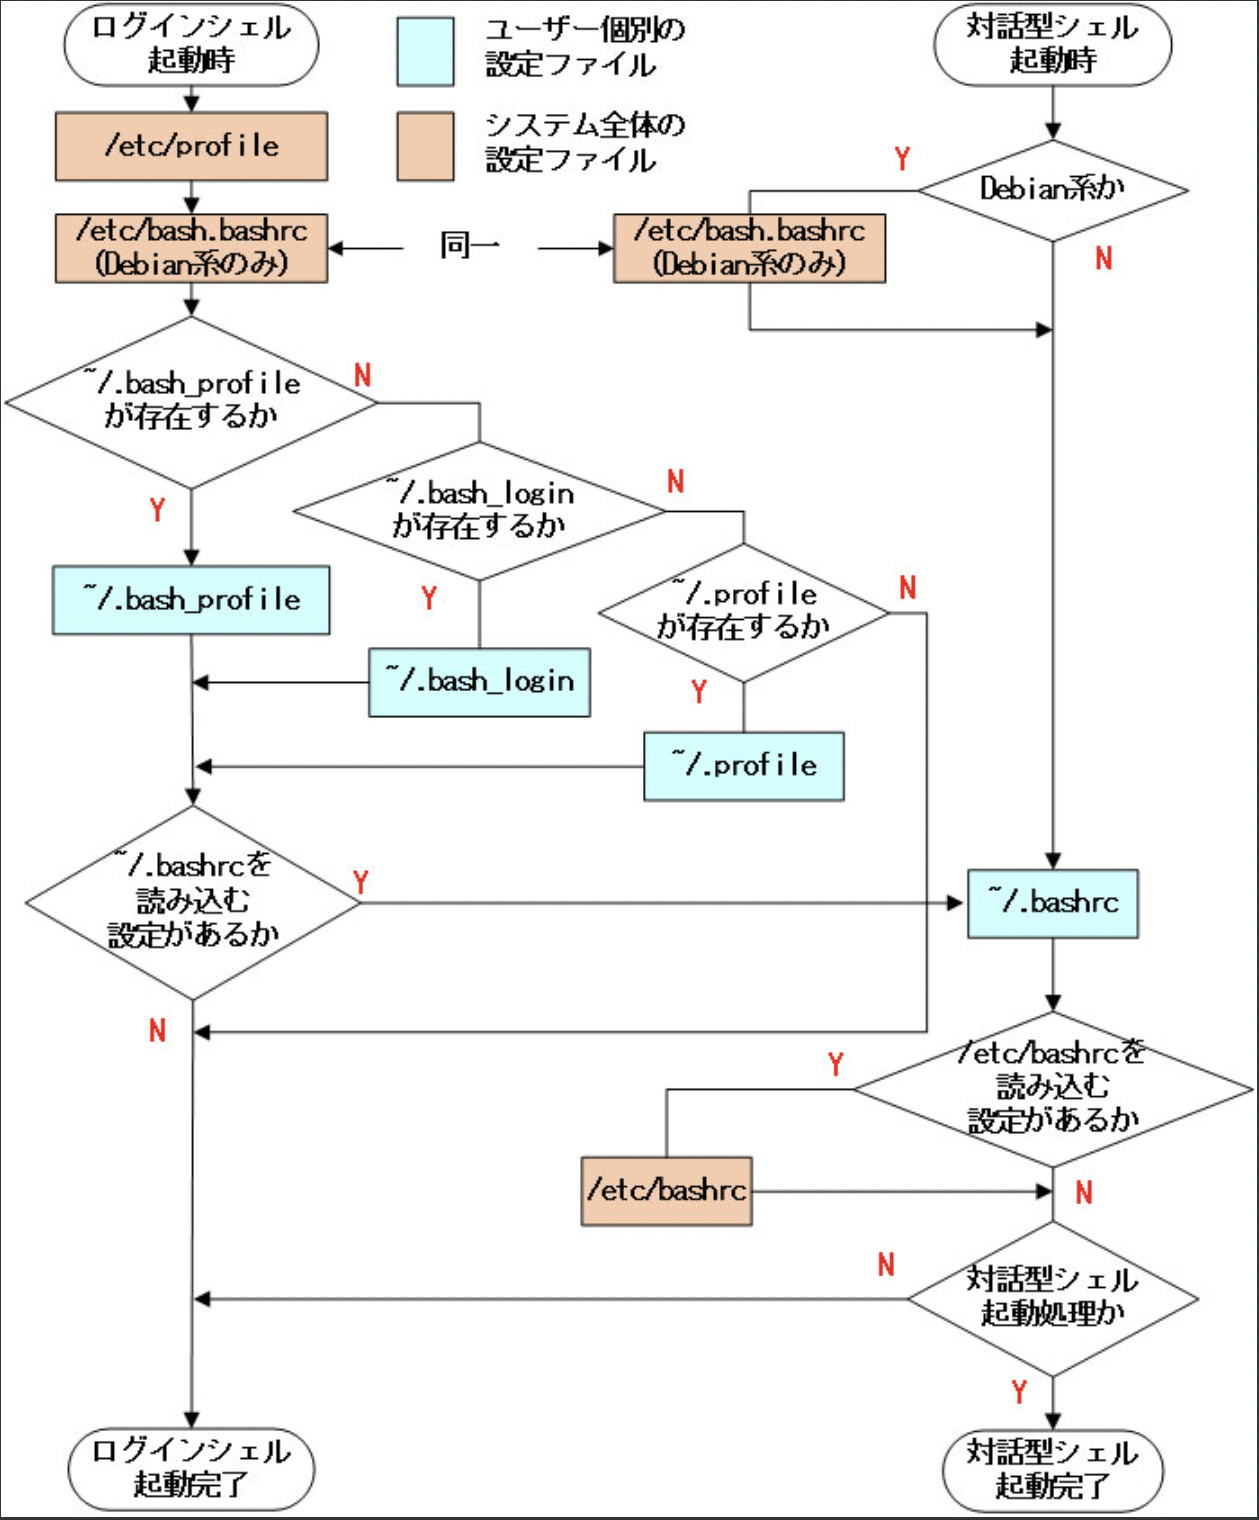 ログインシェル
起動時
ユーザー個別の
設定ファイル
システム全体の
設定ファイル
対話型シェル
起動時
/etc/profile
Y
Debian系か
N
/etc/bash.bashrc
(Debian系のみ)
同一
/etc/bash.bashrc
(Debian系のみ)
~/.bash_profile
が存在するか
N
Y
~/.bash_login
が存在するか
N
Y
~/.profile
が存在するか
N
Y
~/.bash_profile
~/.bash_login
~/.profile
~/.bashrcを
読み込む
設定があるか
Y
N
~/.bashrc
/etc/bashrcを
読み込む
設定があるか
Y
N
/etc/bashrc
対話型シェル
起動処理か
N
Y
ログインシェル
起動完了
対話型シェル
起動完了